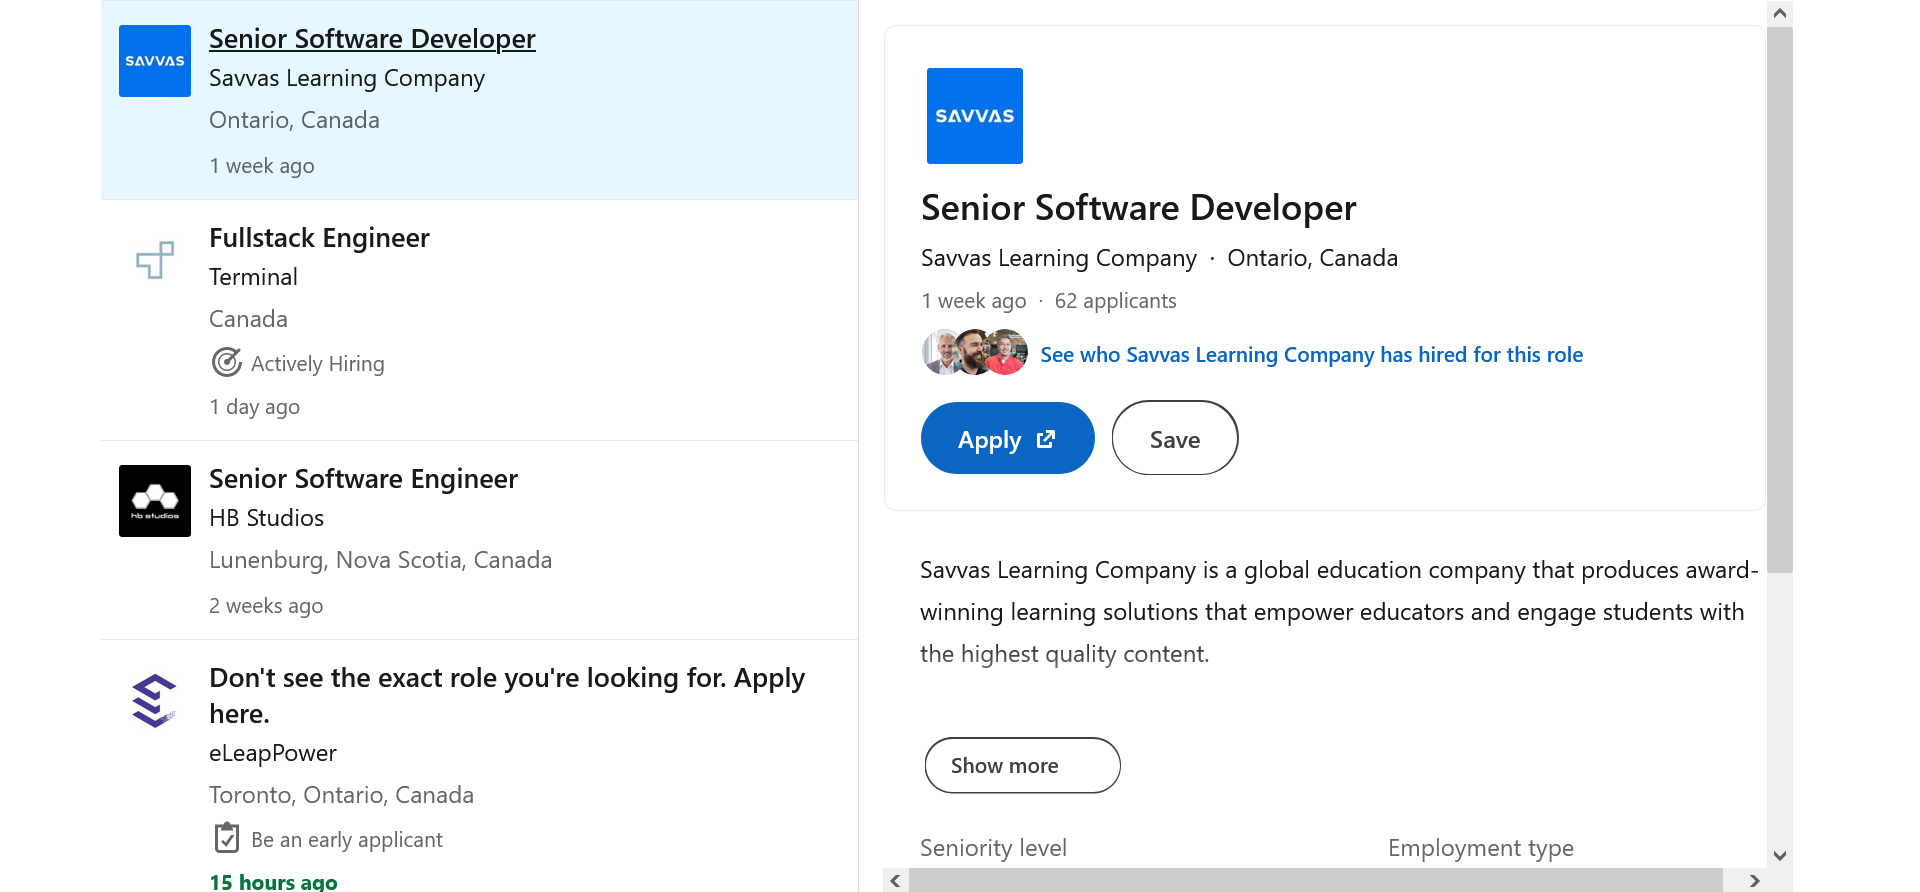 SAVVAS
Senior Software Developer
Savvas Learning Company
Ontario, Canada
1 week ago
Fullstack Engineer
Terminal
Canada
Actively Hiring
1 day ago
hb studios
Senior Software Engineer
HB Studios
Lunenburg, Nova Scotia, Canada
2 weeks ago
Don't see the exact role you're looking for. Apply
here.
eLeapPower
Toronto, Ontario, Canada
Be an early applicant
15 hours ago
SAVVAS
Senior Software Developer
Savvas Learning Company · Ontario, Canada
1 week ago · 62 applicants
See who Savvas Learning Company has hired for this role
Apply
Save
Savvas Learning Company is a global education company that produces award-
winning learning solutions that empower educators and engage students with
the highest quality content.
Show more
Seniority level
Employment type